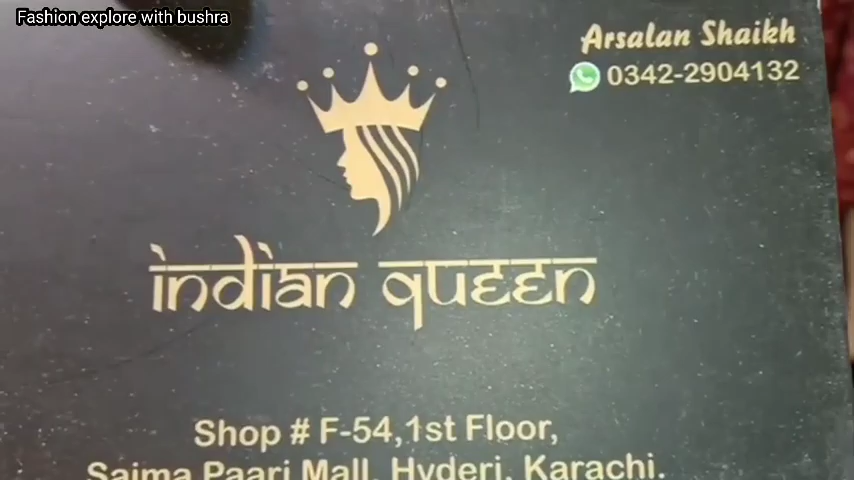 Fashion explore with bushra
Arsalan Shaikh
0342-2904132
indian queen
Shop # F-54,1st Floor,
Saima Paari Mall, Hyderi, Karachi.